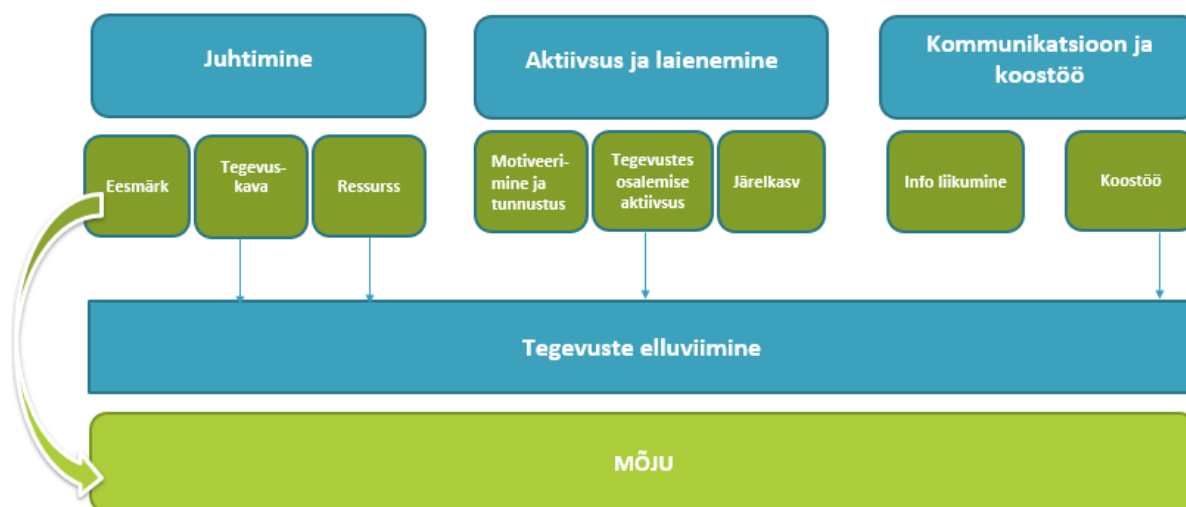 Juhtimine
Aktiivsus ja laienemine
Kommunikatsioon ja
koostöö
Eesmärk
Tegevus-
kava
Ressurss
Motiveeri-
mine ja
tunnustus
Tegevustes
osalemise
aktiivsus
Järelkasv
Info liikumine
Koostöö
Tegevuste elluviimine
MÕJU